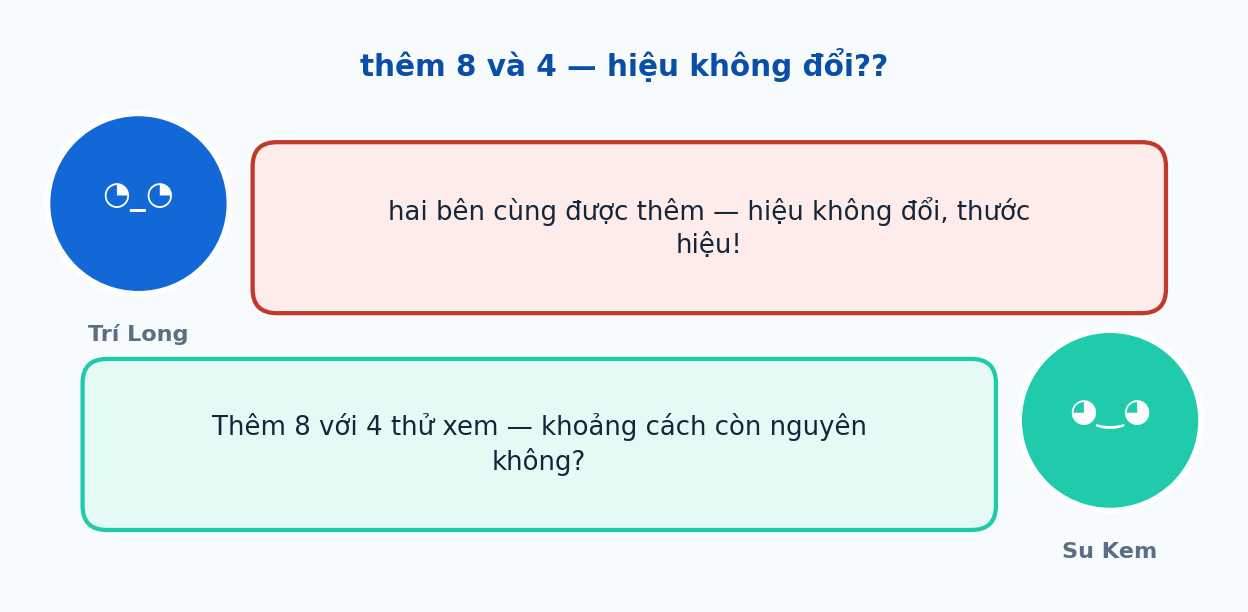 thêm 8 và 4 — hiệu không đổi??
hai bên cùng được thêm — hiệu không đổi, thước
hiệu!
Trí Long
Thêm 8 với 4 thử xem — khoảng cách còn nguyên
không?
Su Kem